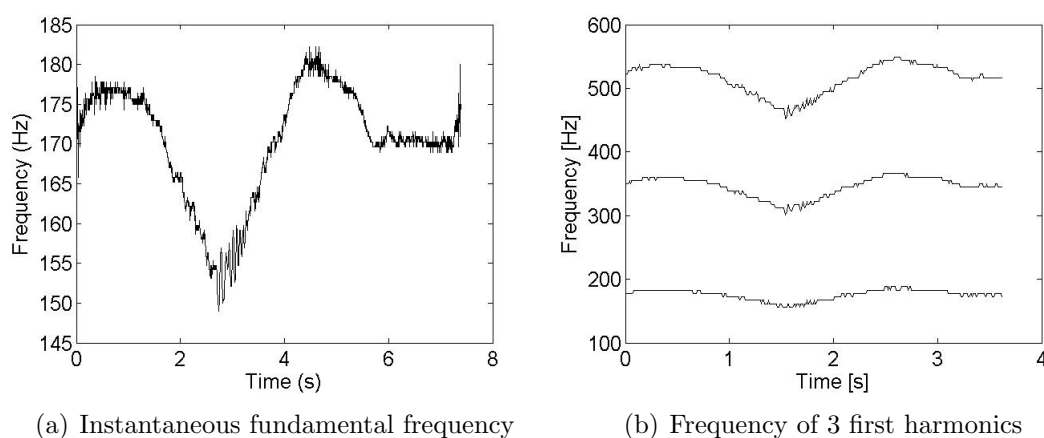 185
180
175
170
165
160
155
150
145
Frequency (Hz)
0 2 4 6 8
Time (s)
(a) Instantaneous fundamental frequency
600
500
400
300
200
100
Frequency [Hz]
0 1 2 3 4
Time [s]
(b) Frequency of 3 first harmonics